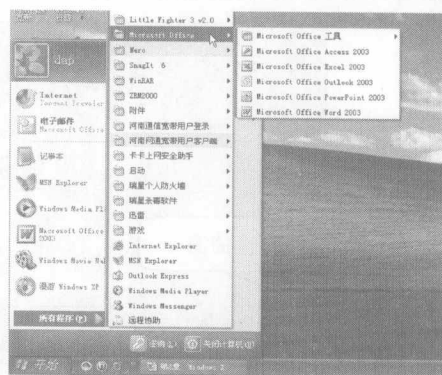 dap
Internet
Internet Explorer
电子邮件
Microsoft Office
记事本
MSN Explorer
Windows Media Pl
Microsoft Office
2003
Windows Movie Mak
漫游 Windows XP
所有程序(P)
Little Fighter 3 v2.0
Microsoft Office
Nero
SnagIt 6
WinRAR
ZBM2000
附件
河南通信宽带用户登录
河南网通宽带用户客户端
卡卡上网安全助手
启动
瑞星个人防火墙
瑞星杀毒软件
迅雷
游戏
Internet Explorer
MSN Explorer
Outlook Express
Windows Media Player
Windows Messenger
远程协助
Microsoft Office 工具
Microsoft Office Access 2003
Microsoft Office Excel 2003
Microsoft Office Outlook 2003
Microsoft Office PowerPoint 2003
Microsoft Office Word 2003
注销(L)
关闭计算机(U)
开始
Windows